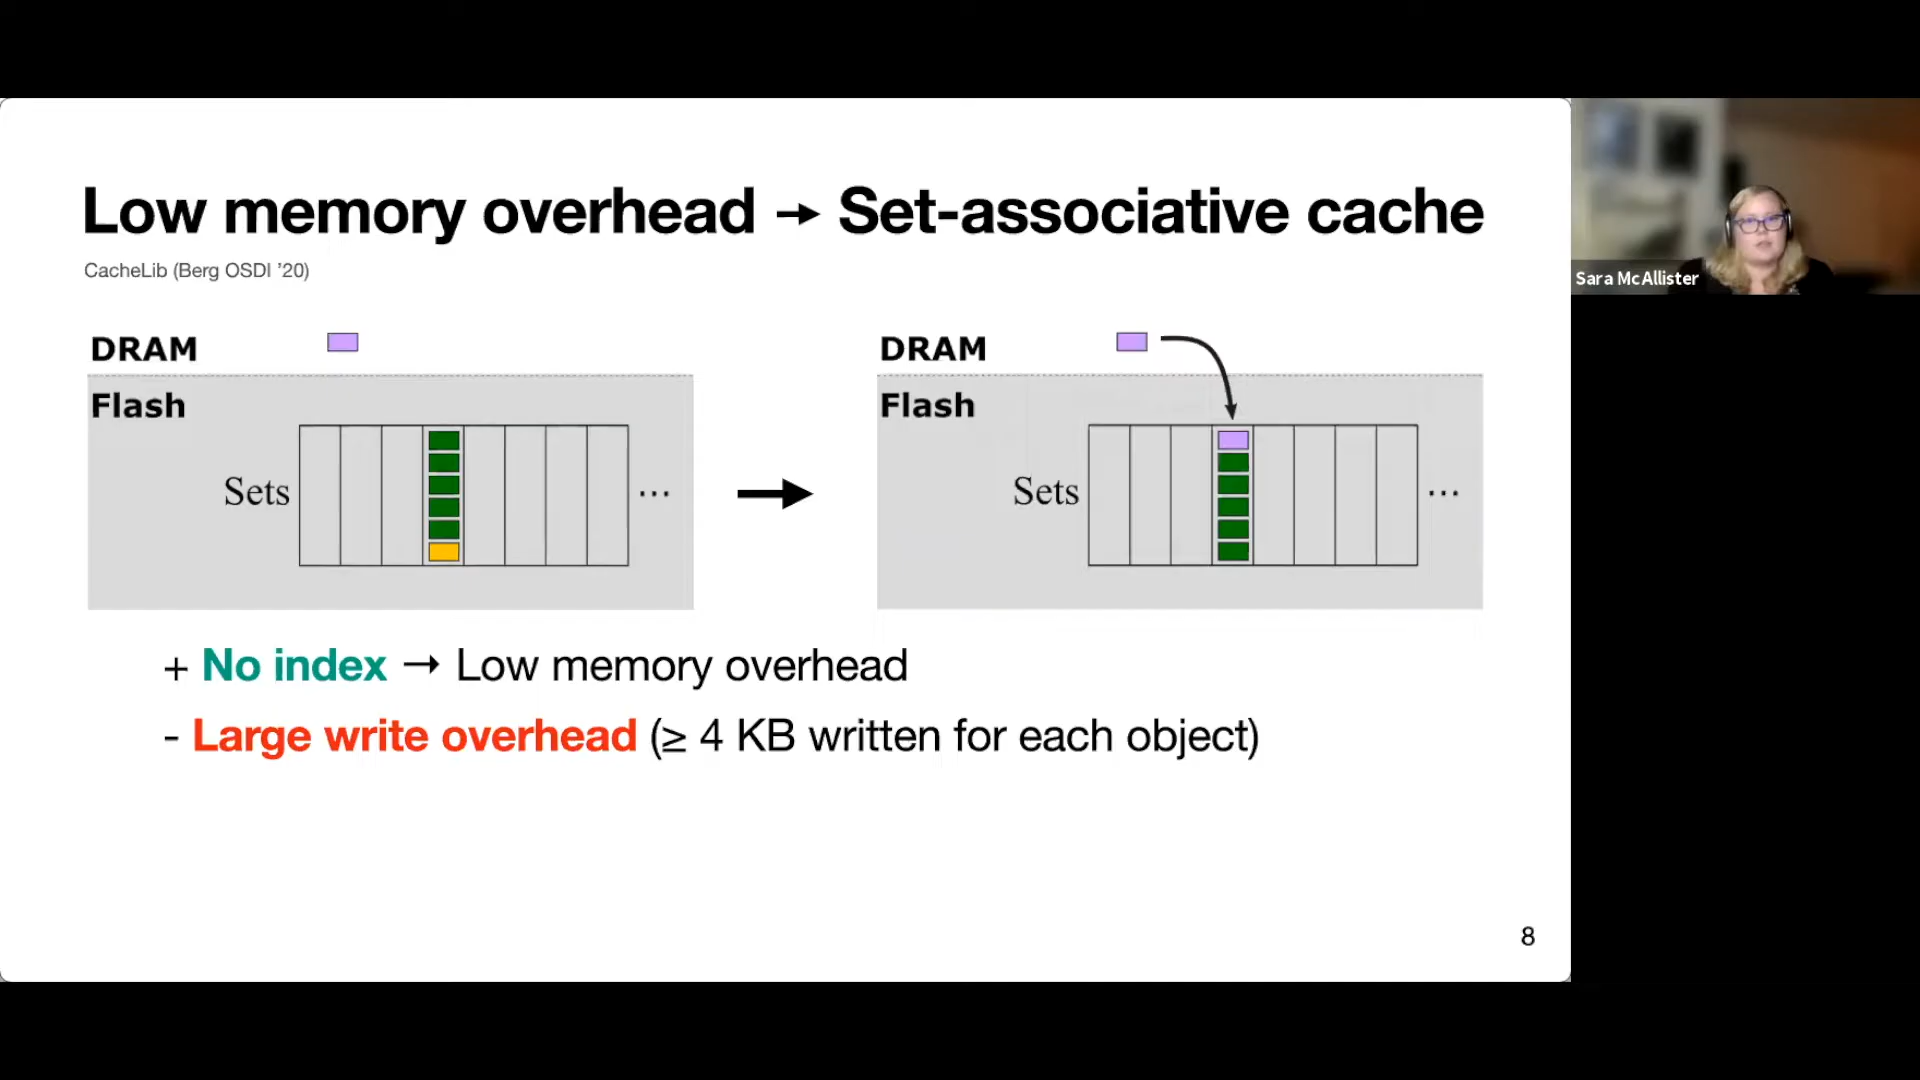 Low memory overhead → Set-associative cache
CacheLib (Berg OSDI ’20)
DRAM
Flash
Sets
...
DRAM
Flash
Sets
...
+ No index → Low memory overhead
- Large write overhead (≥ 4 KB written for each object)
8
Sara McAllister